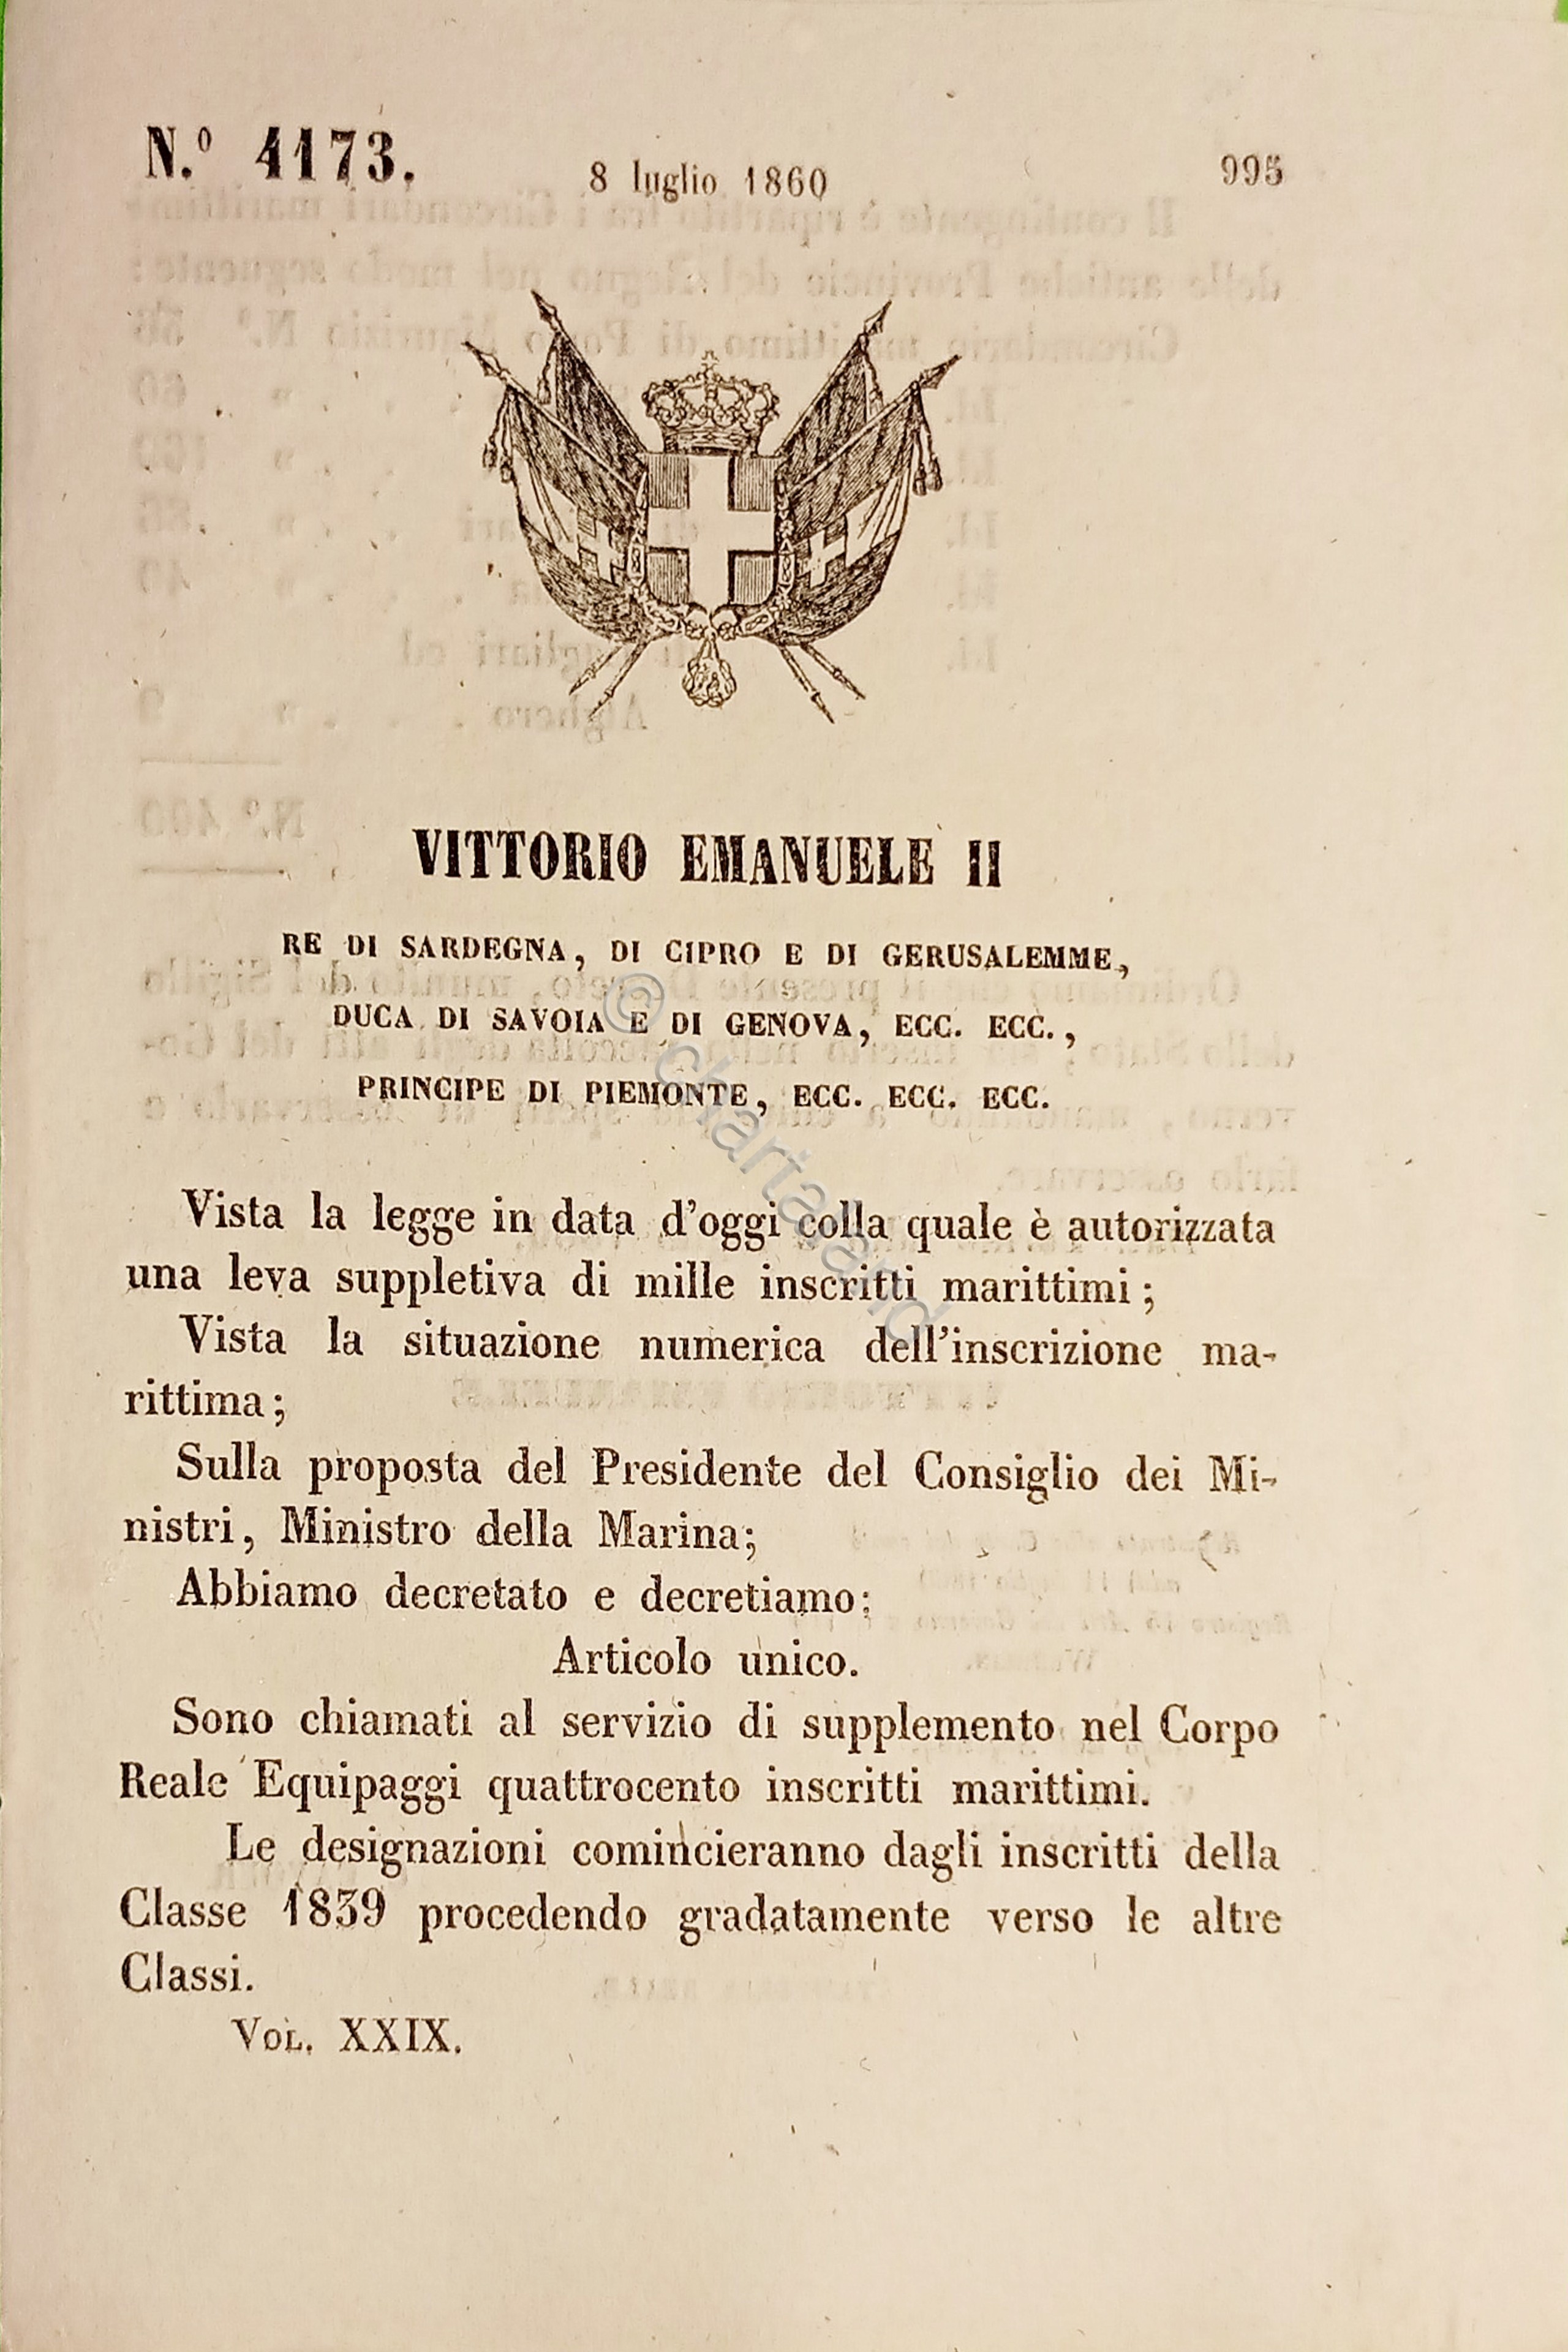 N.º 4173.
8 luglio 1860
995
VITTORIO EMANUELE II
RE DI SARDEGNA, DI CIPRO E DI GERUSALEMME,
DUCA DI SAVOIA E DI GENOVA, ECC. ECC.,
PRINCIPE DI PIEMONTE, ECC. ECC. ECC.
Vista la legge in data d'oggi colla quale è autorizzata
una leva suppletiva di mille inscritti marittimi;
Vista la situazione numerica dell'inscrizione ma-
rittima;
Sulla proposta del Presidente del Consiglio dei Mi-
nistri, Ministro della Marina;
Abbiamo decretato e decretiamo:
Articolo unico.
Sono chiamati al servizio di supplemento nel Corpo
Reale Equipaggi quattrocento inscritti marittimi.
Le designazioni comincieranno dagli inscritti della
Classe 1839 procedendo gradatamente verso le altre
Classi.
VOL. XXIX.